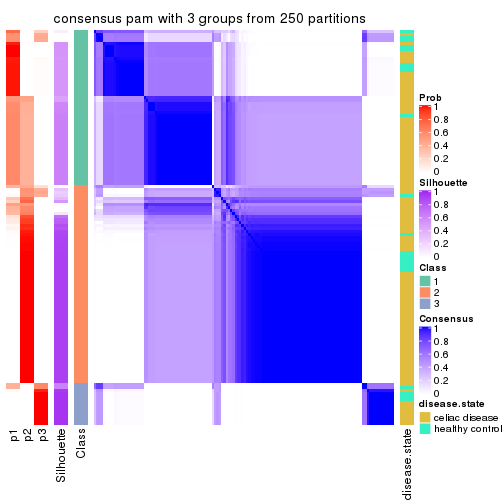 consensus pam with 3 groups from 250 partitions
Prob
1
0.8
0.6
0.4
0.2
0
Silhouette
1
0.8
0.6
0.4
0.2
0
Class
1
2
3
Consensus
1
0.8
0.6
0.4
0.2
0
disease.state
celiac disease
healthy control
p1
p2
p3
Silhouette
Class
disease.state